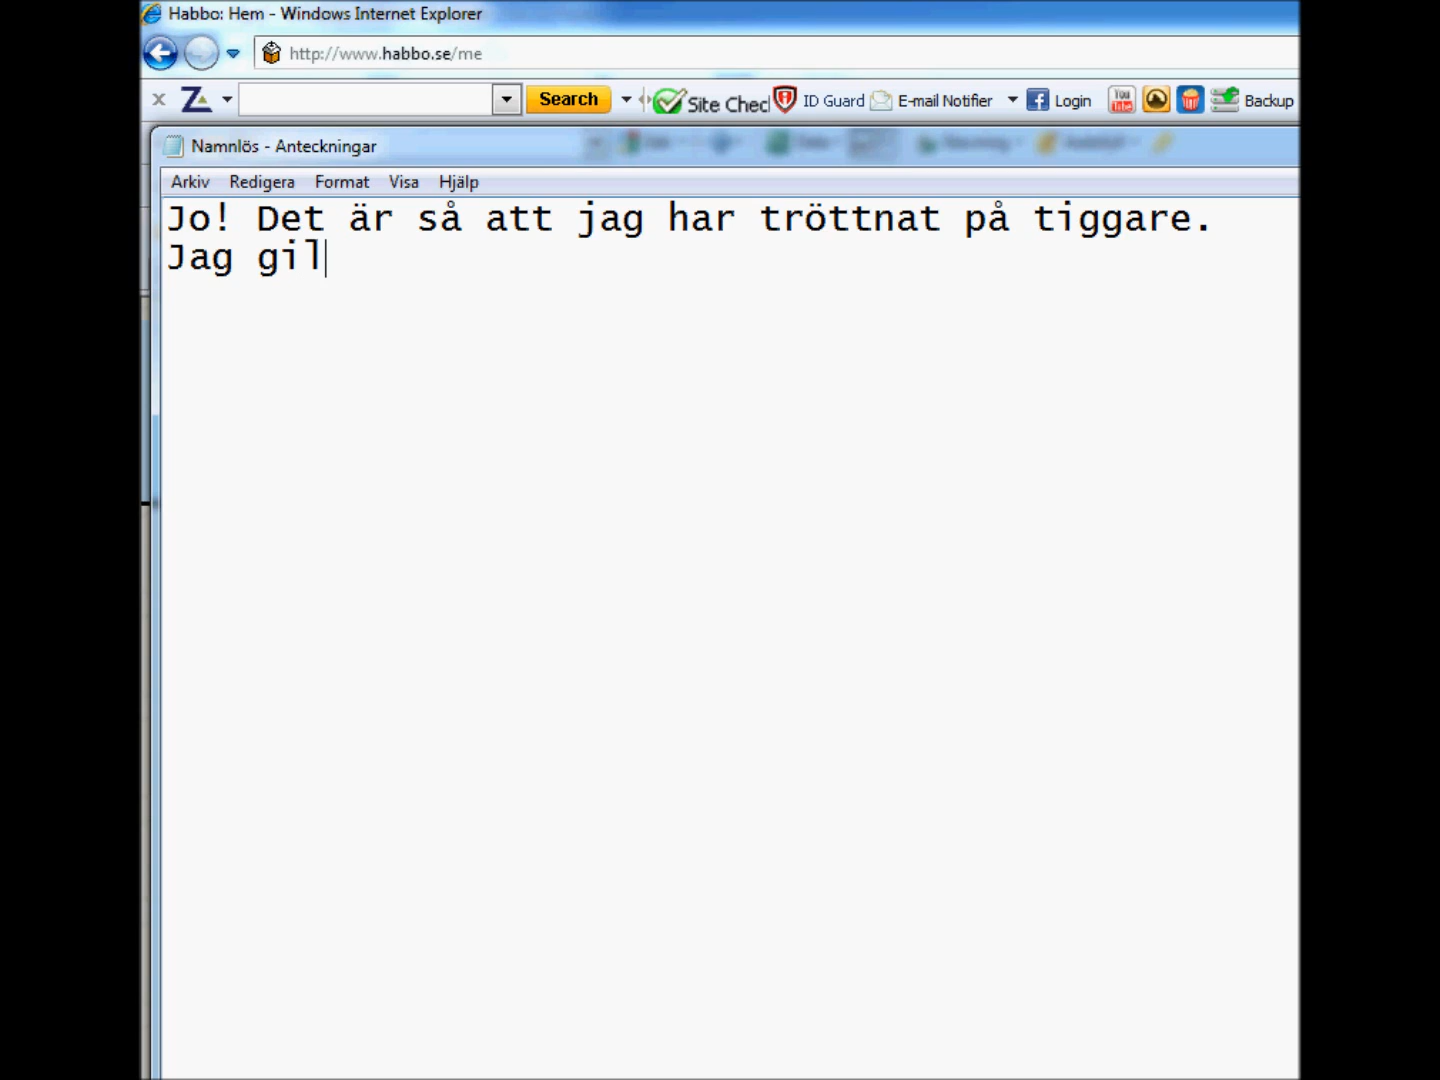 Habbo: Hem - Windows Internet Explorer
http://www.habbo.se/me
Search Site Chec ID Guard E-mail Notifier Login You Tube Backup
Namnlös - Anteckningar
Arkiv Redigera Format Visa Hjälp
Jo! Det är så att jag har tröttnat på tiggare.
Jag gil